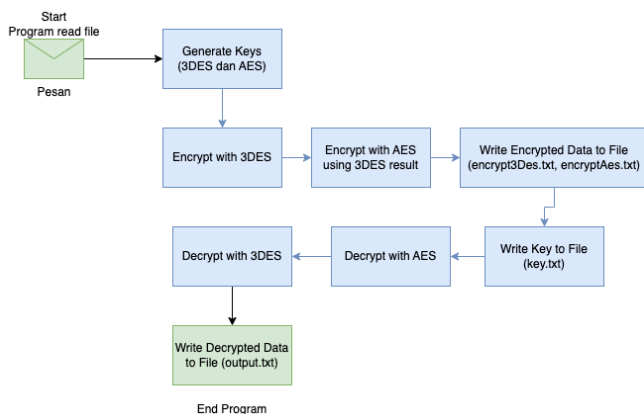 Start
Program read file
Pesan
Generate Keys
(3DES dan AES)
Encrypt with 3DES
Encrypt with AES
using 3DES result
Write Encrypted Data to File
(encrypt3Des.txt, encryptAes.txt)
Decrypt with 3DES
Decrypt with AES
Write Key to File
(key.txt)
Write Decrypted Data
to File (output.txt)
End Program